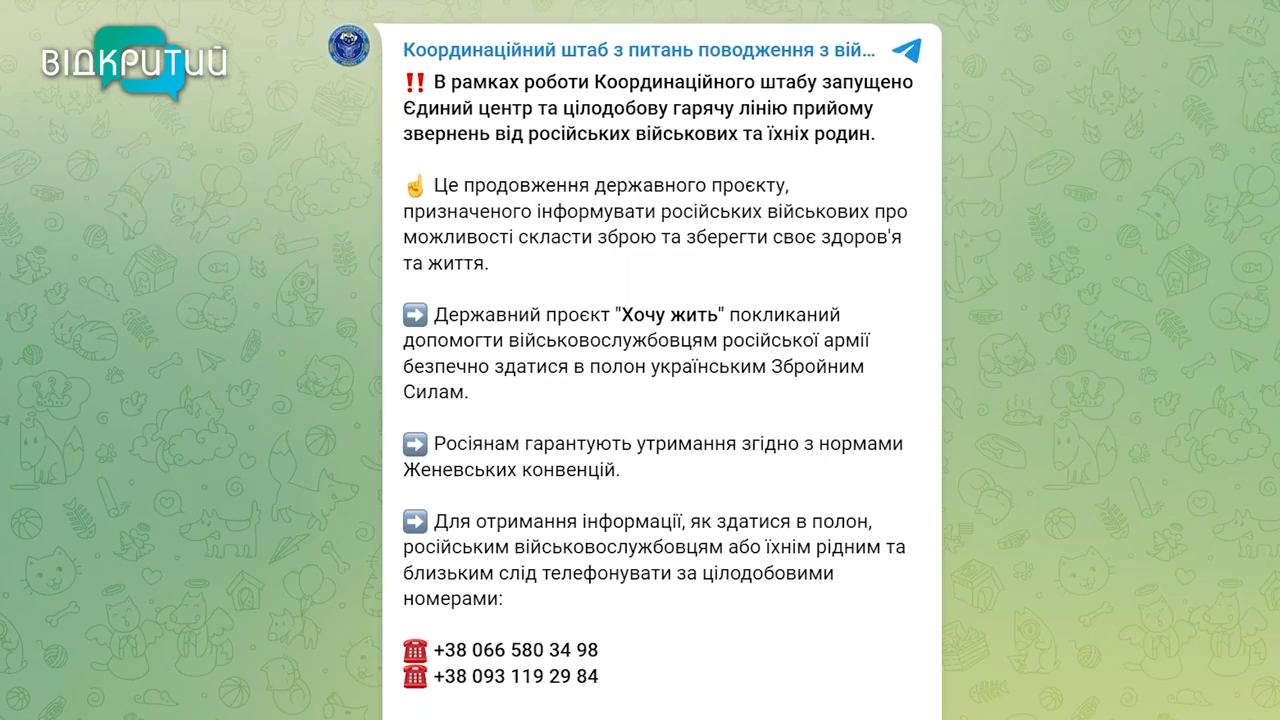 ВІДКРИТИЙ
Координаційний штаб з питань поводження з вій...
‼️ В рамках роботи Координаційного штабу запущено
Єдиний центр та цілодобову гарячу лінію прийому
звернень від російських військових та їхніх родин.
☝️ Це продовження державного проєкту,
призначеного інформувати російських військових про
можливості скласти зброю та зберегти своє здоров'я
та життя.
➡️ Державний проєкт "Хочу жить" покликаний
допомогти військовослужбовцям російської армії
безпечно здатися в полон українським Збройним
Силам.
➡️ Росіянам гарантують утримання згідно з нормами
Женевських конвенцій.
➡️ Для отримання інформації, як здатися в полон,
російським військовослужбовцям або їхнім рідним та
близьким слід телефонувати за цілодобовими
номерами:
☎️ +38 066 580 34 98
☎️ +38 093 119 29 84